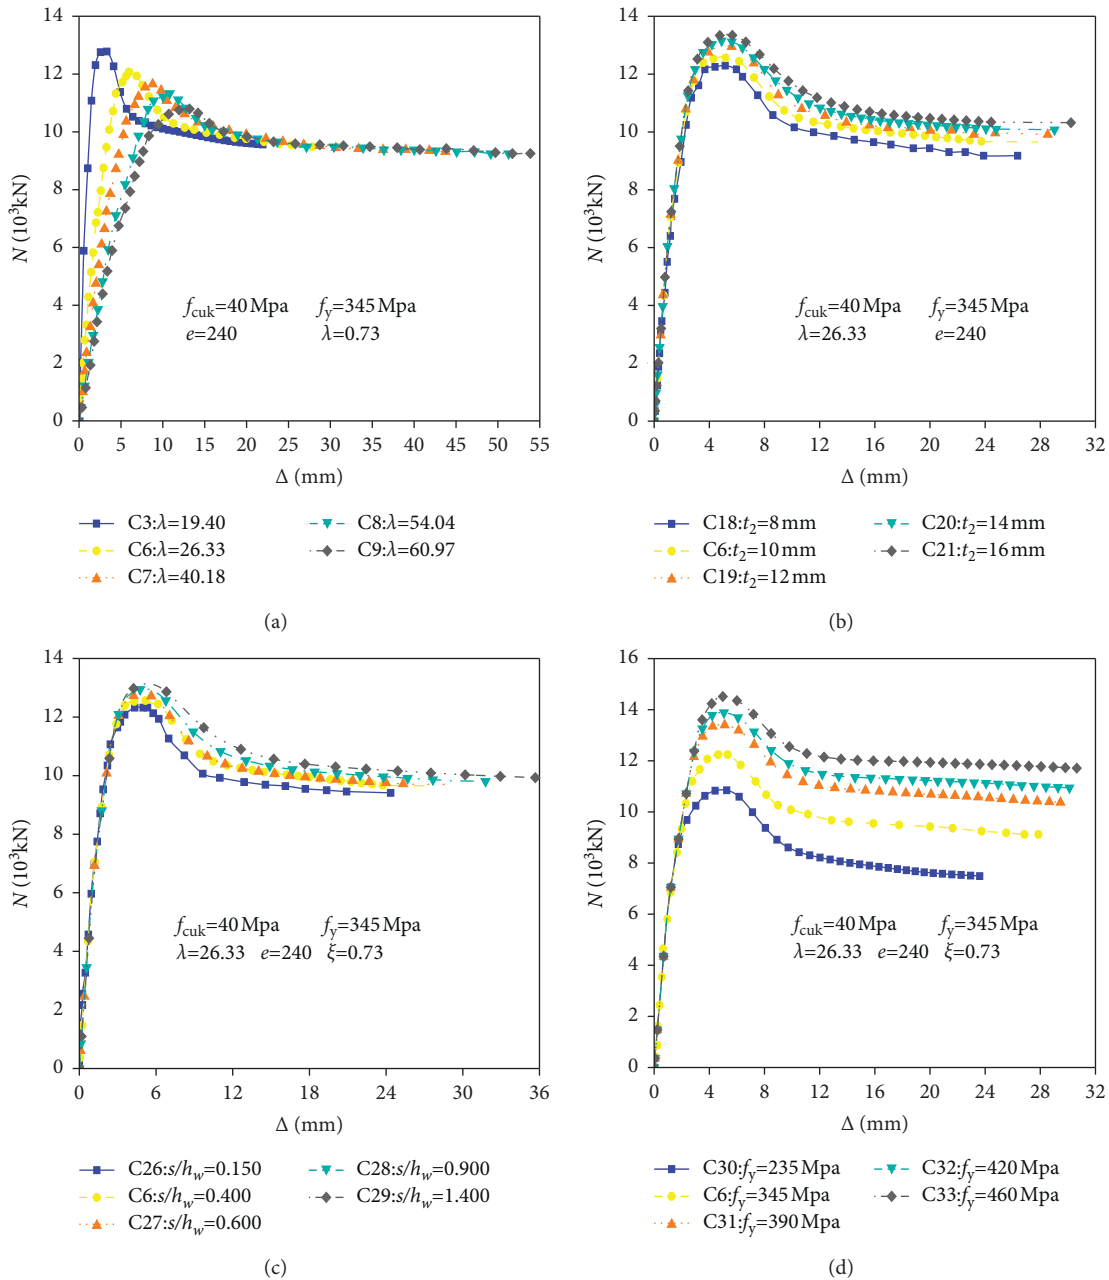 14
12
10
8
6
4
2
0
N (10³kN)
f_cuk=40 Mpa f_y=345 Mpa
e=240 λ=0.73
0 5 10 15 20 25 30 35 40 45 50 55
Δ (mm)
C3:λ=19.40 C8:λ=54.04
C6:λ=26.33 C9:λ=60.97
C7:λ=40.18
(a)
14
12
10
8
6
4
2
0
N (10³kN)
f_cuk=40 Mpa f_y=345 Mpa
λ=26.33 e=240
0 4 8 12 16 20 24 28 32
Δ (mm)
C18:t₂=8 mm C20:t₂=14 mm
C6:t₂=10 mm C21:t₂=16 mm
C19:t₂=12 mm
(b)
14
12
10
8
6
4
2
0
N (10³kN)
f_cuk=40 Mpa f_y=345 Mpa
λ=26.33 e=240 ξ=0.73
0 6 12 18 24 30 36
Δ (mm)
C26:s/h_w=0.150 C28:s/h_w=0.900
C6:s/h_w=0.400 C29:s/h_w=1.400
C27:s/h_w=0.600
(c)
16
14
12
10
8
6
4
2
0
N (10³kN)
f_cuk=40 Mpa f_y=345 Mpa
λ=26.33 e=240 ξ=0.73
0 4 8 12 16 20 24 28 32
Δ (mm)
C30:f_y=235 Mpa C32:f_y=420 Mpa
C6:f_y=345 Mpa C33:f_y=460 Mpa
C31:f_y=390 Mpa
(d)